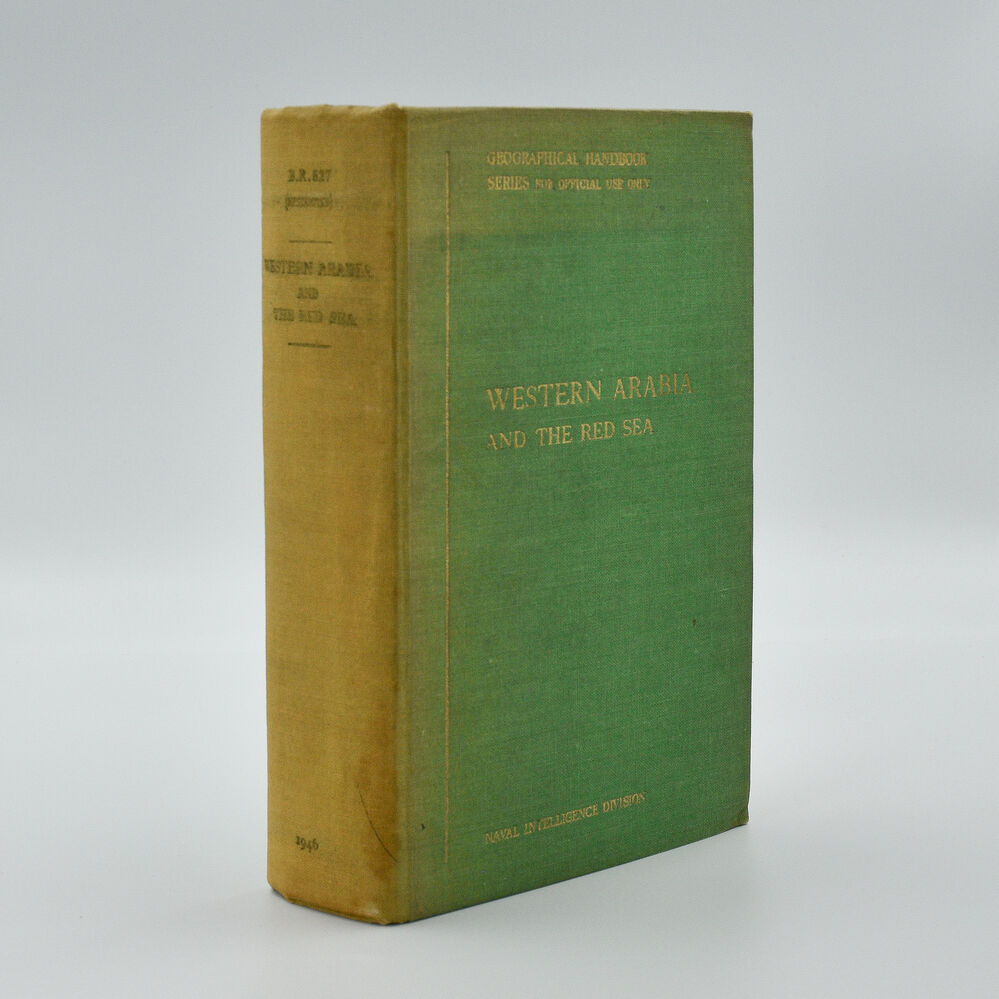 B.R. 527
(RESTRICTED)
WESTERN ARABIA
AND
THE RED SEA
1946
GEOGRAPHICAL HANDBOOK
SERIES FOR OFFICIAL USE ONLY
WESTERN ARABIA
AND THE RED SEA
NAVAL INTELLIGENCE DIVISION